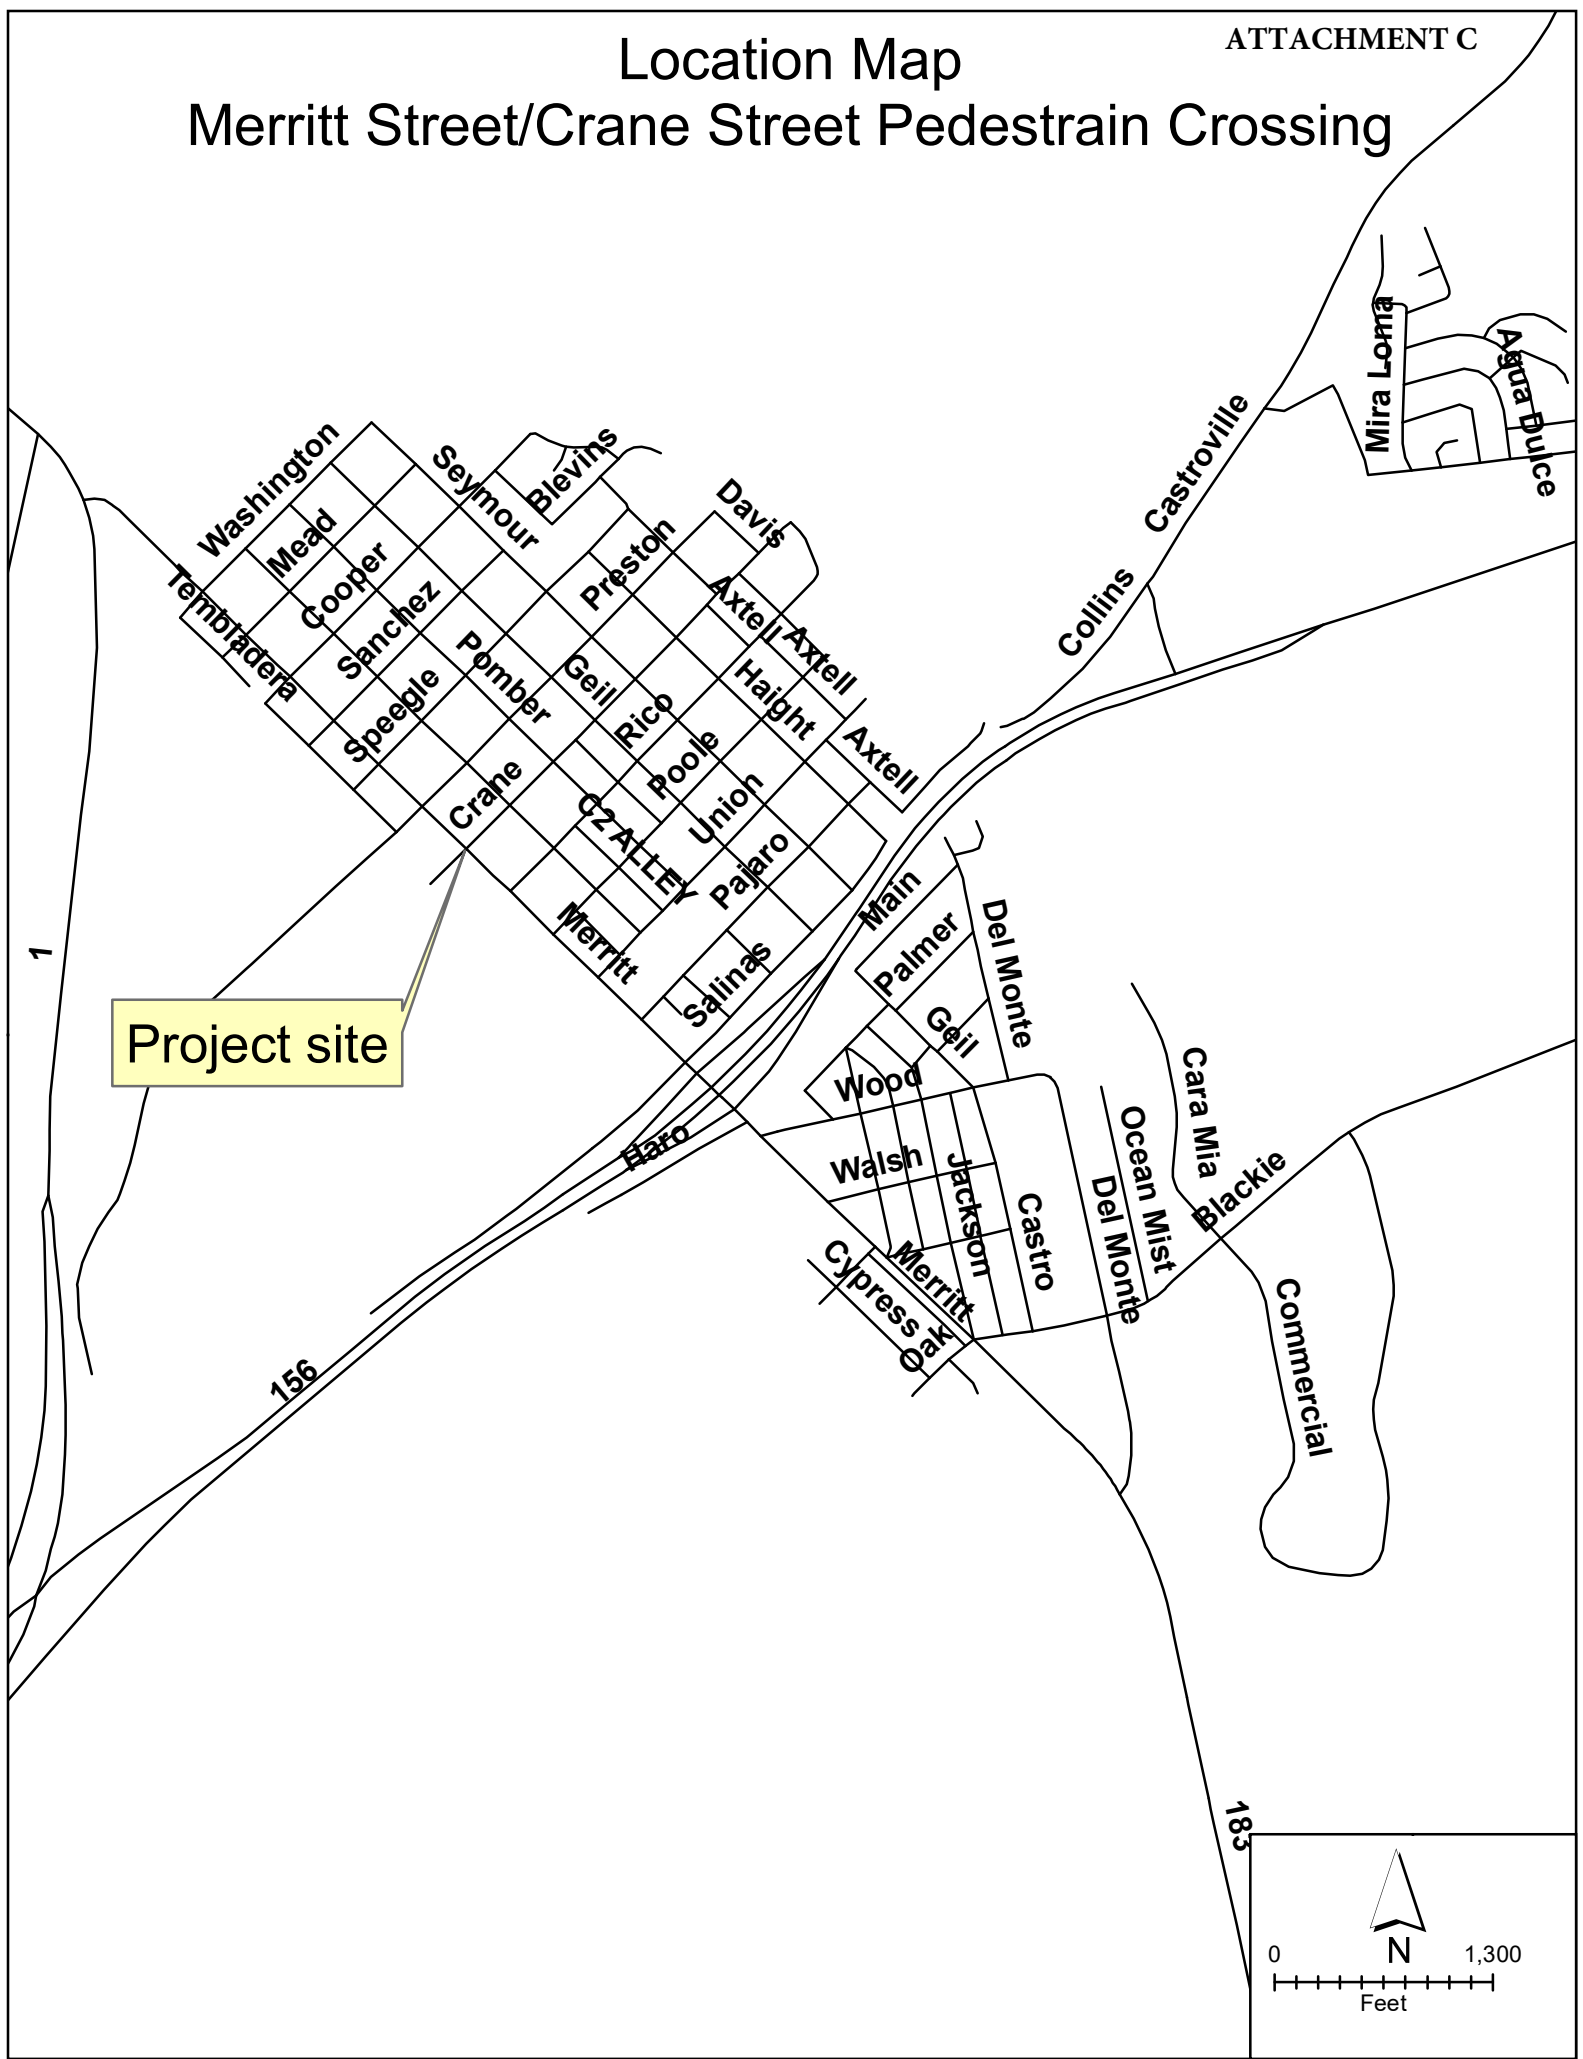 ATTACHMENT C
Location Map
Merritt Street/Crane Street Pedestrain Crossing
Mira Loma
Agua Dulce
Castroville
Collins
Washington
Seymour
Blevins
Davis
Mead
Cooper
Sanchez
Preston
Axtell
Axtell
Axtell
Tembladera
Speegle
Pomber
Geil
Rico
Haight
Crane
C2 ALLEY
Poole
Union
Pajaro
Merritt
Salinas
Main
Palmer
Del Monte
Geil
1
Project site
Wood
Haro
Walsh
Jackson
Castro
Cara Mia
Ocean Mist
Del Monte
Blackie
Merritt
Cypress
Oak
Commercial
156
183
N
0 1,300
Feet